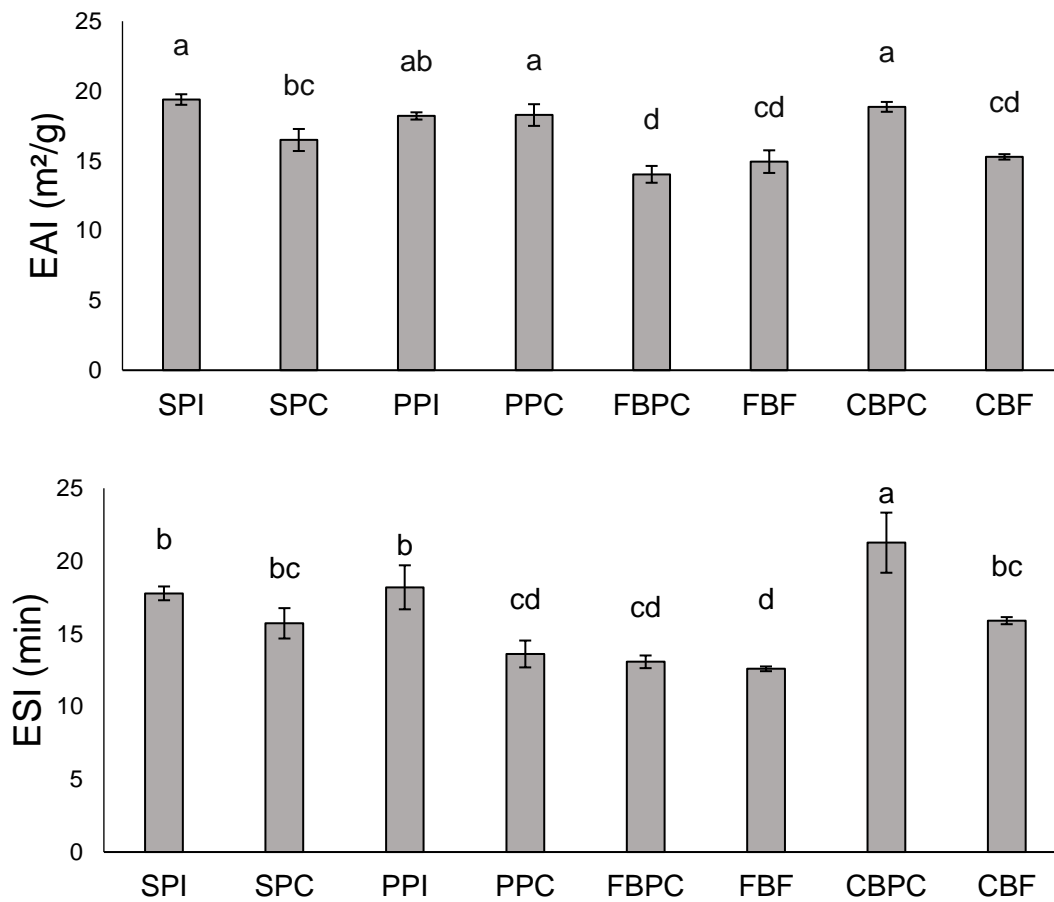 25
20
15
10
5
0
EAI (m²/g)
a
bc
ab
a
d
cd
a
cd
SPI SPC PPI PPC FBPC FBF CBPC CBF
25
20
15
10
5
0
ESI (min)
b
bc
b
cd
cd
d
a
bc
SPI SPC PPI PPC FBPC FBF CBPC CBF